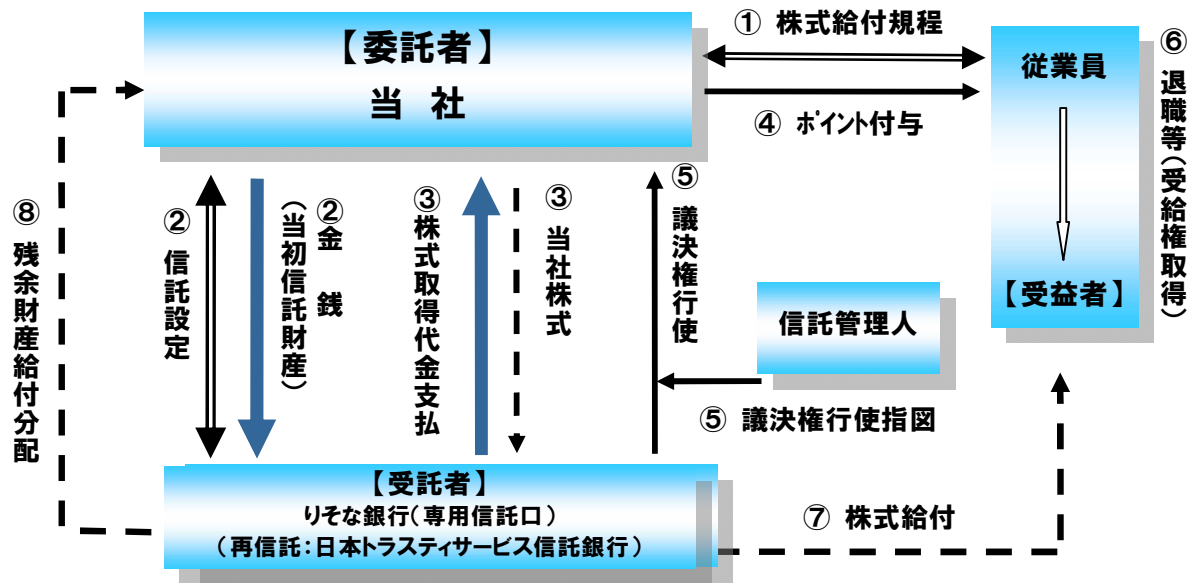 ① 株式給付規程
【委託者】
当 社
④ ポイント付与
従業員
【受益者】
⑥ 退職等(受給権取得)
⑧ 残余財産給付分配
② 信託設定
②金 銭
(当初信託財産)
③株式取得代金支払
③ 当社株式
⑤ 議決権行使
信託管理人
⑤ 議決権行使指図
【受託者】
りそな銀行(専用信託口)
(再信託:日本トラスティサービス信託銀行)
⑦ 株式給付